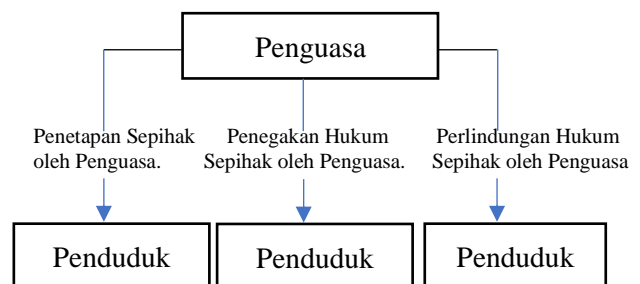 Penguasa
Penetapan Sepihak
oleh Penguasa.
Penegakan Hukum
Sepihak oleh Penguasa.
Perlindungan Hukum
Sepihak oleh Penguasa
Penduduk
Penduduk
Penduduk